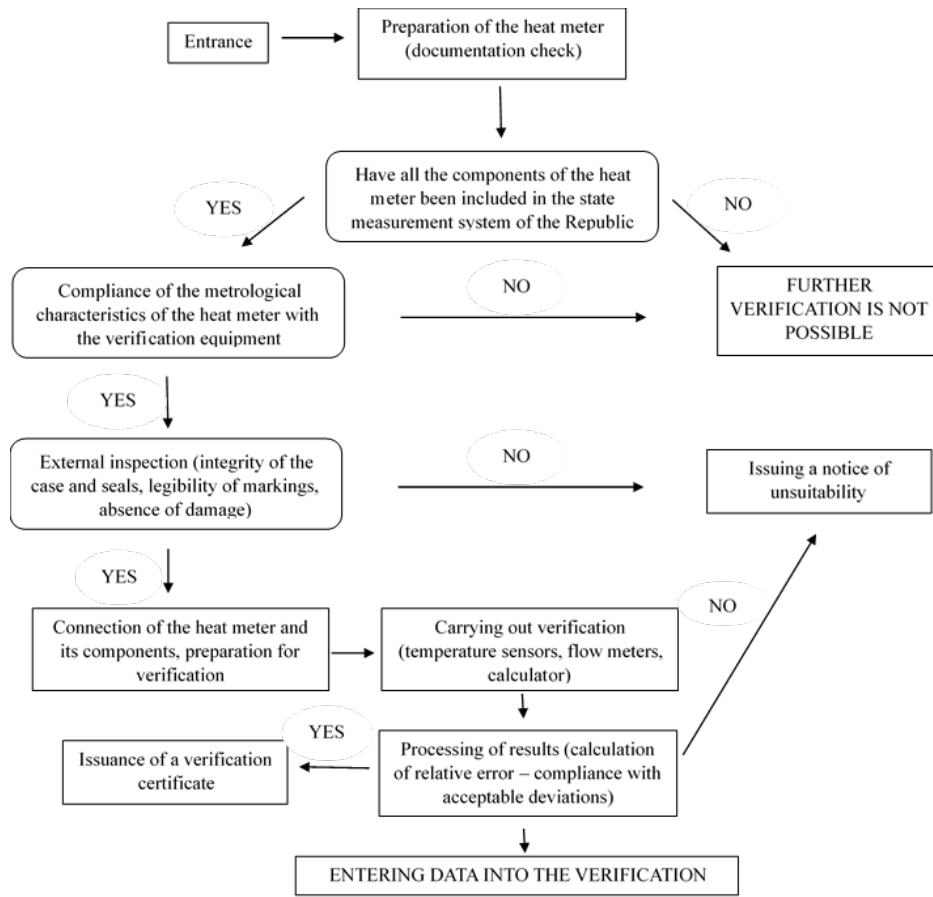 Entrance
Preparation of the heat meter
(documentation check)
Have all the components of the heat
meter been included in the state
measurement system of the Republic
YES
NO
Compliance of the metrological
characteristics of the heat meter with
the verification equipment
NO
FURTHER
VERIFICATION IS NOT
POSSIBLE
YES
External inspection (integrity of the
case and seals, legibility of markings,
absence of damage)
NO
Issuing a notice of
unsuitability
YES
Connection of the heat meter and
its components, preparation for
verification
Carrying out verification
(temperature sensors, flow meters,
calculator)
NO
YES
Issuance of a verification
certificate
Processing of results (calculation
of relative error – compliance with
acceptable deviations)
ENTERING DATA INTO THE VERIFICATION